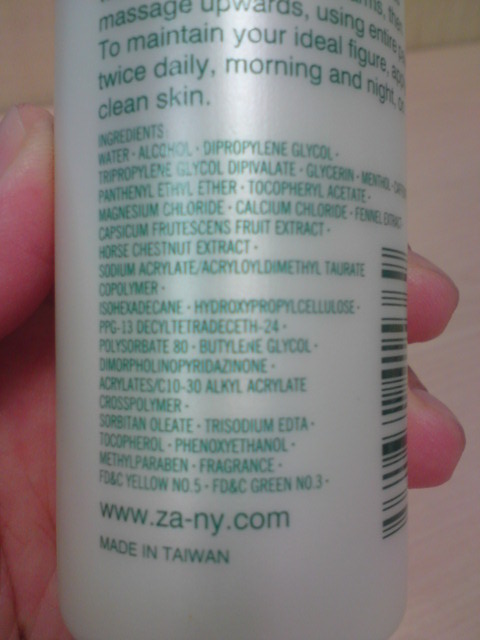 massage upwards, using entire
To maintain your ideal figure,
twice daily, morning and night,
clean skin.
INGREDIENTS
WATER · ALCOHOL · DIPROPYLENE GLYCOL ·
TRIPROPYLENE GLYCOL DIPIVALATE · GLYCERIN · MENTHOL ·
PANTHENYL ETHYL ETHER · TOCOPHERYL ACETATE ·
MAGNESIUM CHLORIDE · CALCIUM CHLORIDE · FENNEL EXTRACT ·
CAPSICUM FRUTESCENS FRUIT EXTRACT ·
HORSE CHESTNUT EXTRACT ·
SODIUM ACRYLATE/ACRYLOYLDIMETHYL TAURATE
COPOLYMER ·
ISOHEXADECANE · HYDROXYPROPYLCELLULOSE ·
PPG-13 DECYLTETRADECETH-24 ·
POLYSORBATE 80 · BUTYLENE GLYCOL ·
DIMORPHOLINOPYRIDAZINONE ·
ACRYLATES/C10-30 ALKYL ACRYLATE
CROSSPOLYMER ·
SORBITAN OLEATE · TRISODIUM EDTA ·
TOCOPHEROL · PHENOXYETHANOL ·
METHYLPARABEN · FRAGRANCE ·
FD&C YELLOW NO.5 · FD&C GREEN NO.3 ·
www.za-ny.com
MADE IN TAIWAN